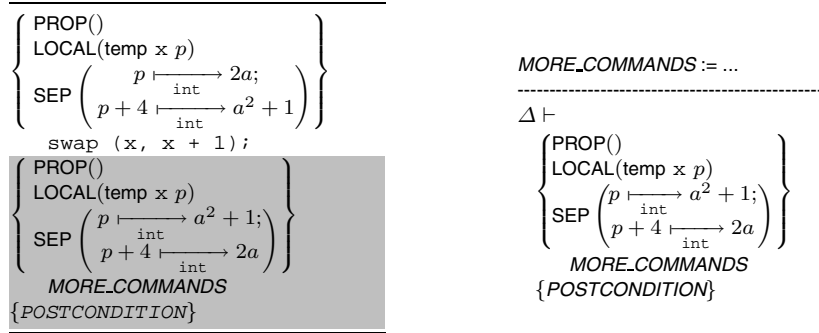 PROP()
LOCAL(temp x p)
SEP ( p ⟼ 2a;
int
p + 4 ⟼ a² + 1 )
int
swap (x, x + 1);
PROP()
LOCAL(temp x p)
SEP ( p ⟼ a² + 1;
int
p + 4 ⟼ 2a )
int
MORE_COMMANDS
{POSTCONDITION}
MORE_COMMANDS := ...
Δ ⊢
PROP()
LOCAL(temp x p)
SEP ( p ⟼ a² + 1;
int
p + 4 ⟼ 2a )
int
MORE_COMMANDS
{POSTCONDITION}